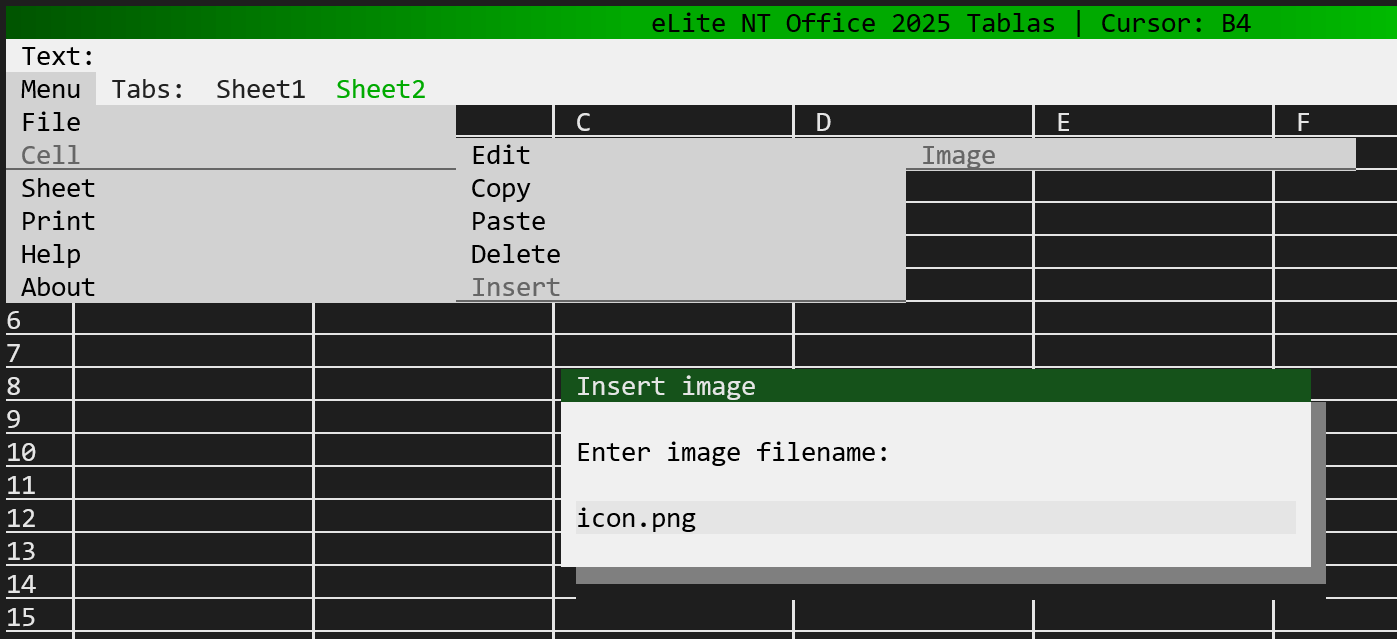 eLite NT Office 2025 Tablas | Cursor: B4
Text:
Menu Tabs: Sheet1 Sheet2
File C D E F
Cell Edit Image
Sheet Copy
Print Paste
Help Delete
About Insert
6
7
8 Insert image
9
10 Enter image filename:
11
12 icon.png
13
14
15